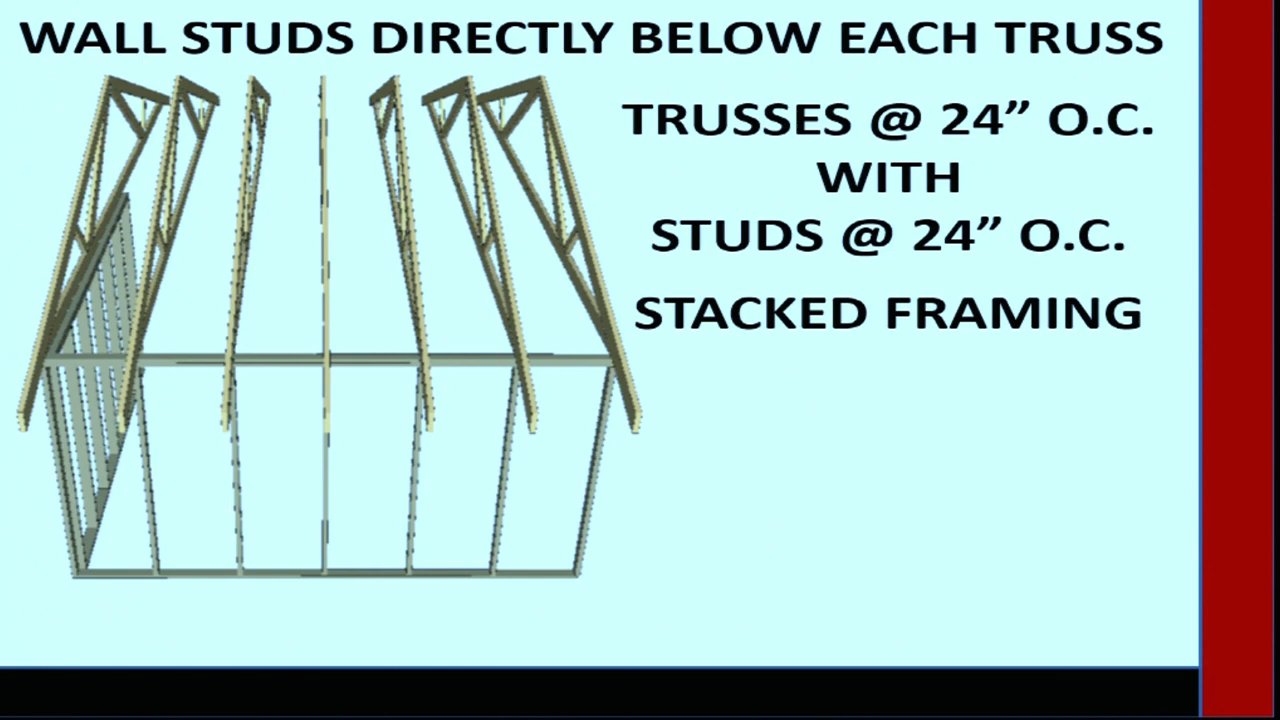 WALL STUDS DIRECTLY BELOW EACH TRUSS
TRUSSES @ 24” O.C.
WITH
STUDS @ 24” O.C.
STACKED FRAMING